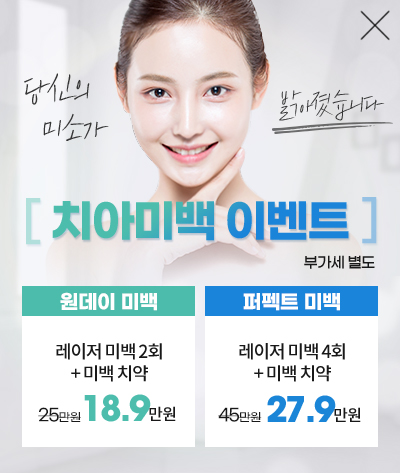 당신의
미소가
밝아졌습니다
[ 치아미백 이벤트 ]
부가세 별도
원데이 미백
레이저 미백 2회
+ 미백 치약
25만원 18.9만원
퍼펙트 미백
레이저 미백 4회
+ 미백 치약
45만원 27.9만원